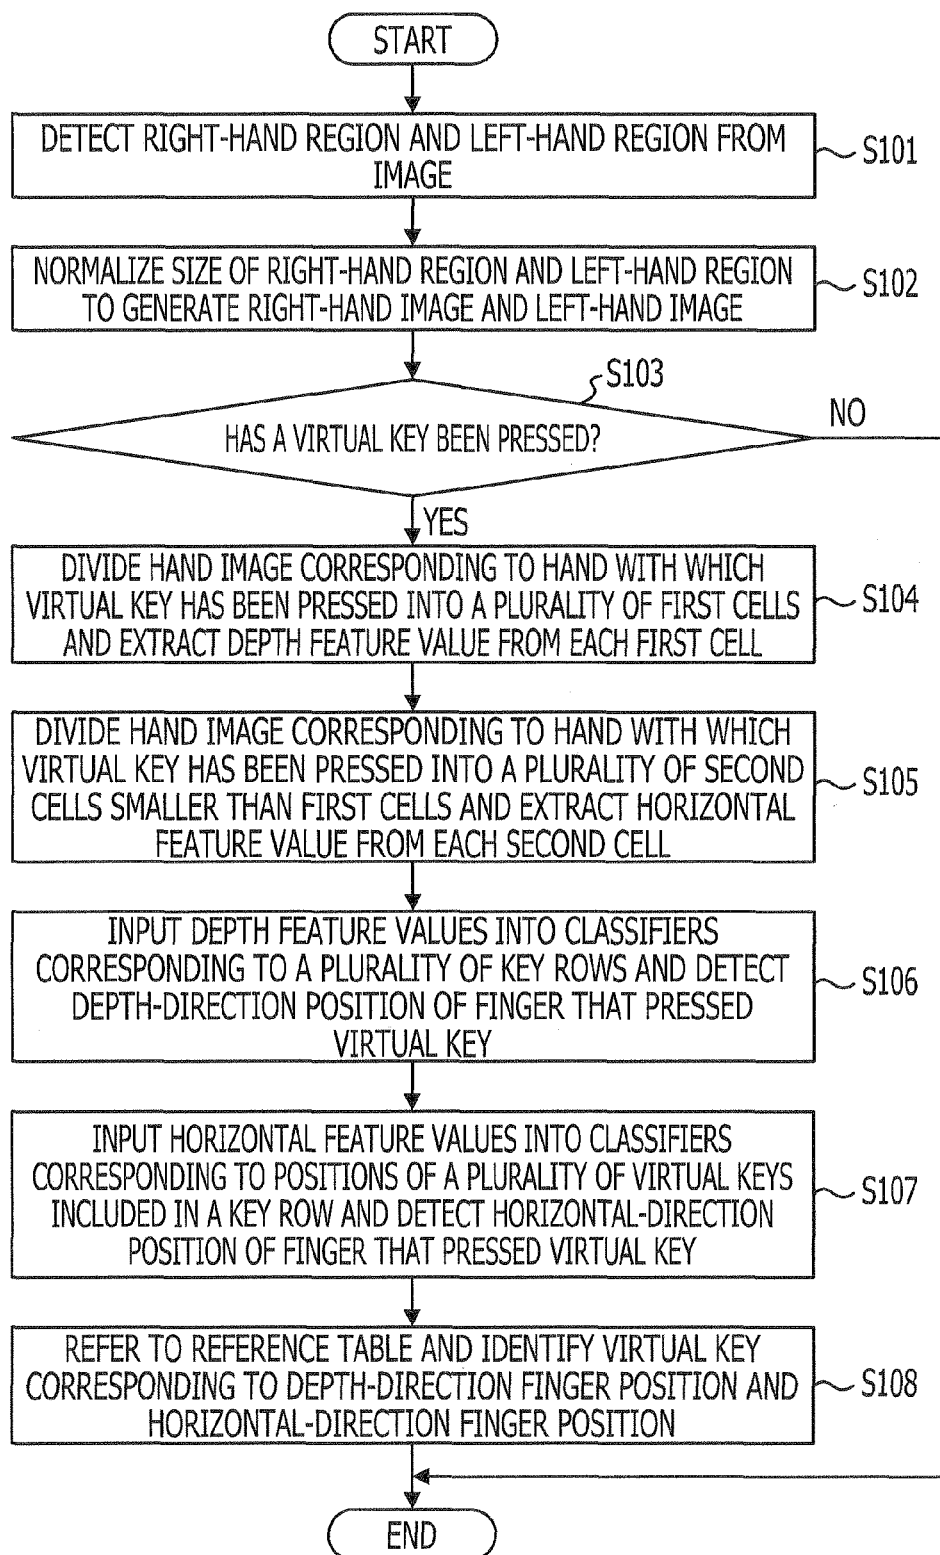 START
DETECT RIGHT-HAND REGION AND LEFT-HAND REGION FROM
IMAGE
S101
NORMALIZE SIZE OF RIGHT-HAND REGION AND LEFT-HAND REGION
TO GENERATE RIGHT-HAND IMAGE AND LEFT-HAND IMAGE
S102
S103
HAS A VIRTUAL KEY BEEN PRESSED?
NO
YES
DIVIDE HAND IMAGE CORRESPONDING TO HAND WITH WHICH
VIRTUAL KEY HAS BEEN PRESSED INTO A PLURALITY OF FIRST CELLS
AND EXTRACT DEPTH FEATURE VALUE FROM EACH FIRST CELL
S104
DIVIDE HAND IMAGE CORRESPONDING TO HAND WITH WHICH
VIRTUAL KEY HAS BEEN PRESSED INTO A PLURALITY OF SECOND
CELLS SMALLER THAN FIRST CELLS AND EXTRACT HORIZONTAL
FEATURE VALUE FROM EACH SECOND CELL
S105
INPUT DEPTH FEATURE VALUES INTO CLASSIFIERS
CORRESPONDING TO A PLURALITY OF KEY ROWS AND DETECT
DEPTH-DIRECTION POSITION OF FINGER THAT PRESSED
VIRTUAL KEY
S106
INPUT HORIZONTAL FEATURE VALUES INTO CLASSIFIERS
CORRESPONDING TO POSITIONS OF A PLURALITY OF VIRTUAL KEYS
INCLUDED IN A KEY ROW AND DETECT HORIZONTAL-DIRECTION
POSITION OF FINGER THAT PRESSED VIRTUAL KEY
S107
REFER TO REFERENCE TABLE AND IDENTIFY VIRTUAL KEY
CORRESPONDING TO DEPTH-DIRECTION FINGER POSITION AND
HORIZONTAL-DIRECTION FINGER POSITION
S108
END